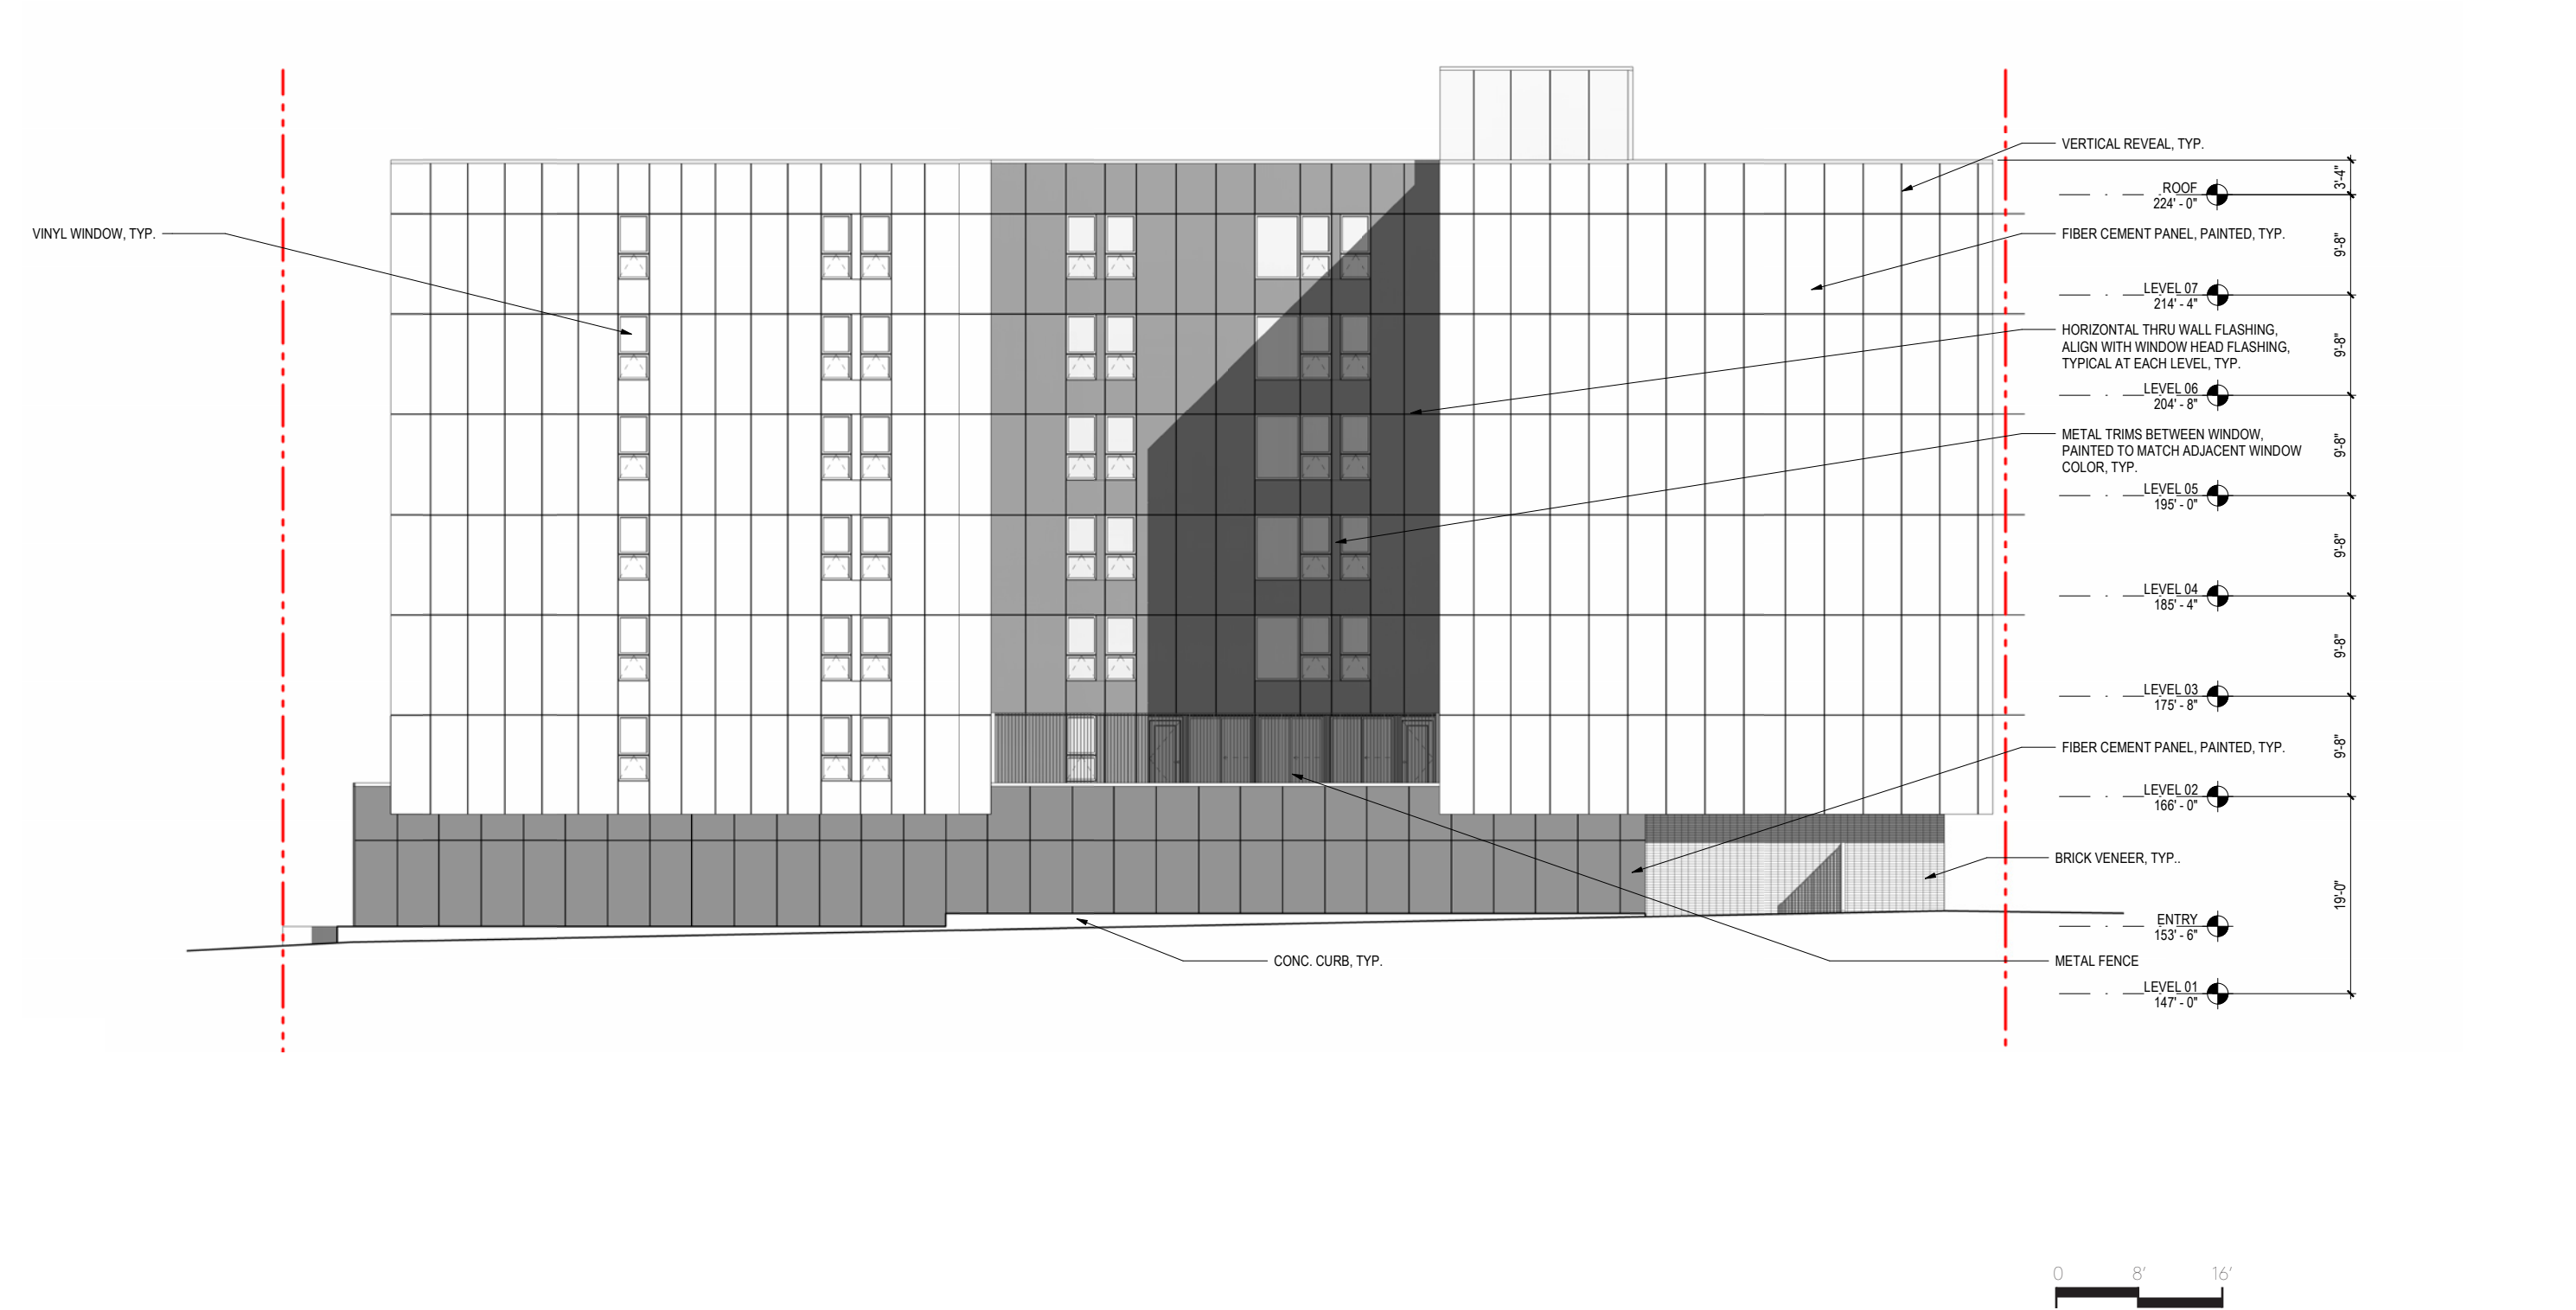 VERTICAL REVEAL, TYP.
3'-4"
ROOF
224' - 0"
VINYL WINDOW, TYP.
FIBER CEMENT PANEL, PAINTED, TYP.
9'-8"
LEVEL 07
214' - 4"
HORIZONTAL THRU WALL FLASHING,
ALIGN WITH WINDOW HEAD FLASHING,
TYPICAL AT EACH LEVEL, TYP.
9'-8"
LEVEL 06
204' - 8"
METAL TRIMS BETWEEN WINDOW,
PAINTED TO MATCH ADJACENT WINDOW
COLOR, TYP.
9'-8"
LEVEL 05
195' - 0"
9'-8"
LEVEL 04
185' - 4"
9'-8"
LEVEL 03
175' - 8"
FIBER CEMENT PANEL, PAINTED, TYP.
9'-8"
LEVEL 02
166' - 0"
BRICK VENEER, TYP..
19'-0"
ENTRY
153' - 6"
CONC. CURB, TYP.
METAL FENCE
LEVEL 01
147' - 0"
0 8' 16'